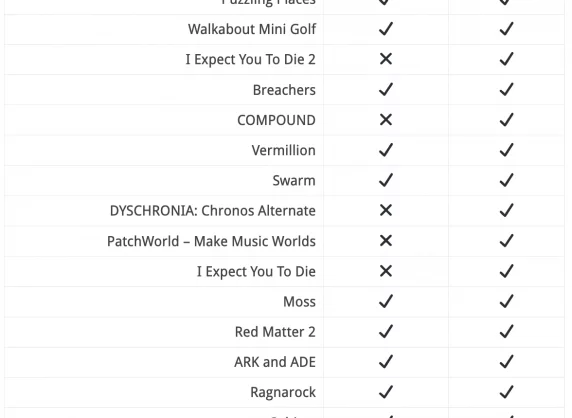 Puzzling Places
Walkabout Mini Golf
I Expect You To Die 2
Breachers
COMPOUND
Vermillion
Swarm
DYSCHRONIA: Chronos Alternate
PatchWorld – Make Music Worlds
I Expect You To Die
Moss
Red Matter 2
ARK and ADE
Ragnarock